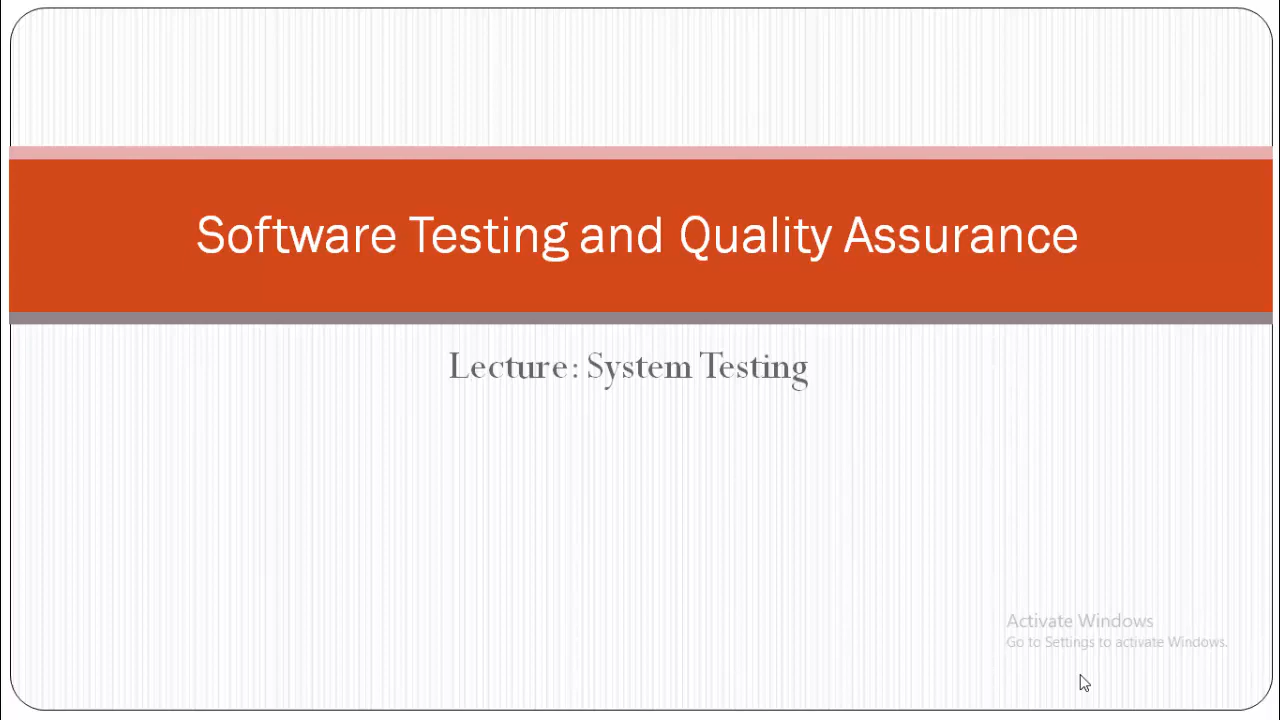 Software Testing and Quality Assurance
Lecture: System Testing
Activate Windows
Go to Settings to activate Windows.